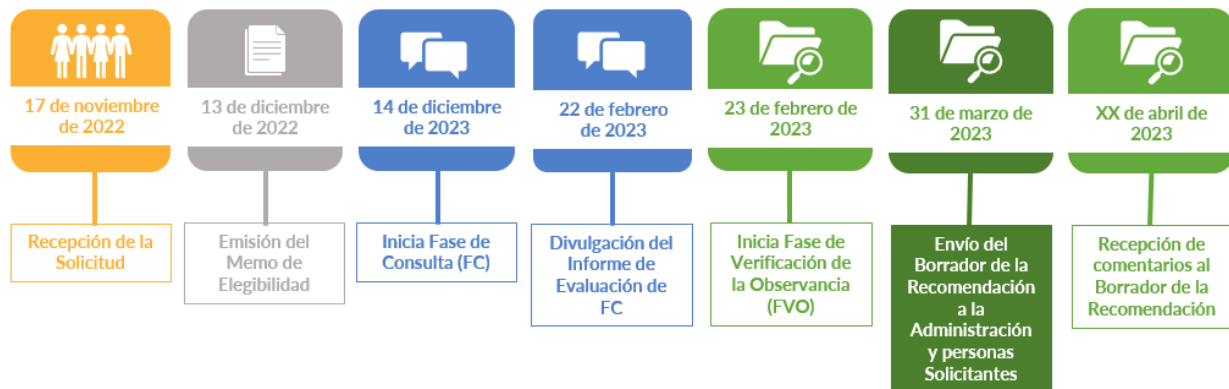 17 de noviembre
de 2022
13 de diciembre
de 2022
14 de diciembre
de 2023
22 de febrero
de 2023
23 de febrero de
2023
31 de marzo de
2023
XX de abril de
2023
Recepción de la
Solicitud
Emisión del
Memo de
Elegibilidad
Inicia Fase de
Consulta (FC)
Divulgación del
Informe de
Evaluación de
FC
Inicia Fase de
Verificación de
la Observancia
(FVO)
Envío del
Borrador de la
Recomendación
a la
Administración
y personas
Solicitantes
Recepción de
comentarios al
Borrador de la
Recomendación